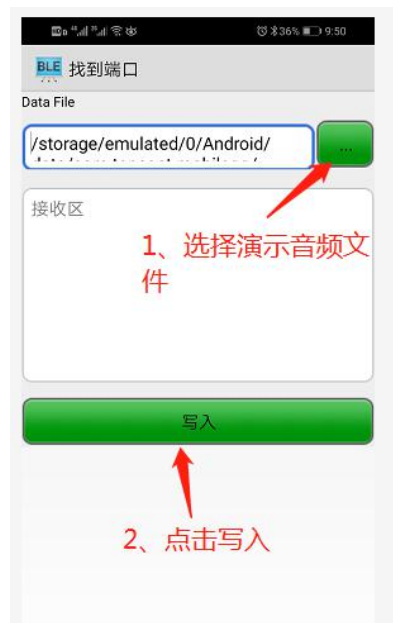 36% 9:50
BLE 找到端口
Data File
/storage/emulated/0/Android/
...
接收区
1、选择演示音频文
件
写入
2、点击写入